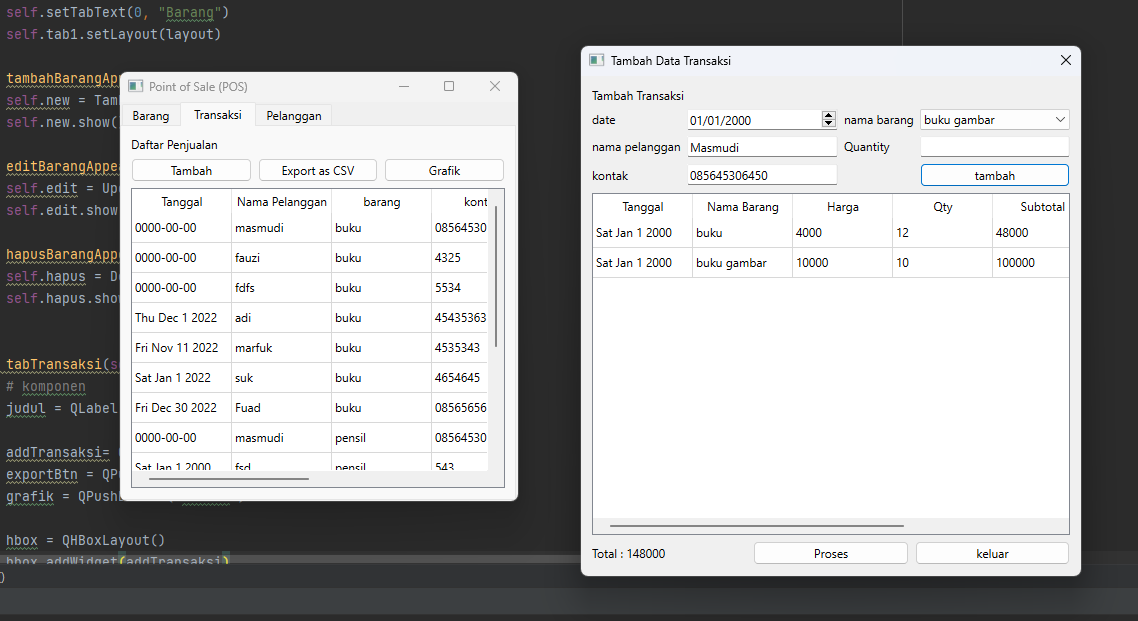 self.setTabText(0, "Barang")
self.tab1.setLayout(layout)
tambahBarangApp
self.new = Tam
self.new.show(
editBarangAppea
self.edit = Up
self.edit.show
hapusBarangAppe
self.hapus = D
self.hapus.show
tabTransaksi(s
# komponen
judul = QLabel
addTransaksi=
exportBtn = QP
grafik = QPush
hbox = QHBoxLayout()
hbox.addWidget(addTransaksi)
)
Point of Sale (POS)
Barang Transaksi Pelanggan
Daftar Penjualan
Tambah Export as CSV Grafik
Tanggal Nama Pelanggan barang kont
0000-00-00 masmudi buku 08564530
0000-00-00 fauzi buku 4325
0000-00-00 fdfs buku 5534
Thu Dec 1 2022 adi buku 45435363
Fri Nov 11 2022 marfuk buku 4535343
Sat Jan 1 2022 suk buku 4654645
Fri Dec 30 2022 Fuad buku 08565656
0000-00-00 masmudi pensil 08564530
Sat Jan 1 2000 fsd pensil 543
Tambah Data Transaksi
Tambah Transaksi
date 01/01/2000 nama barang buku gambar
nama pelanggan Masmudi Quantity
kontak 085645306450 tambah
Tanggal Nama Barang Harga Qty Subtotal
Sat Jan 1 2000 buku 4000 12 48000
Sat Jan 1 2000 buku gambar 10000 10 100000
Total : 148000 Proses keluar